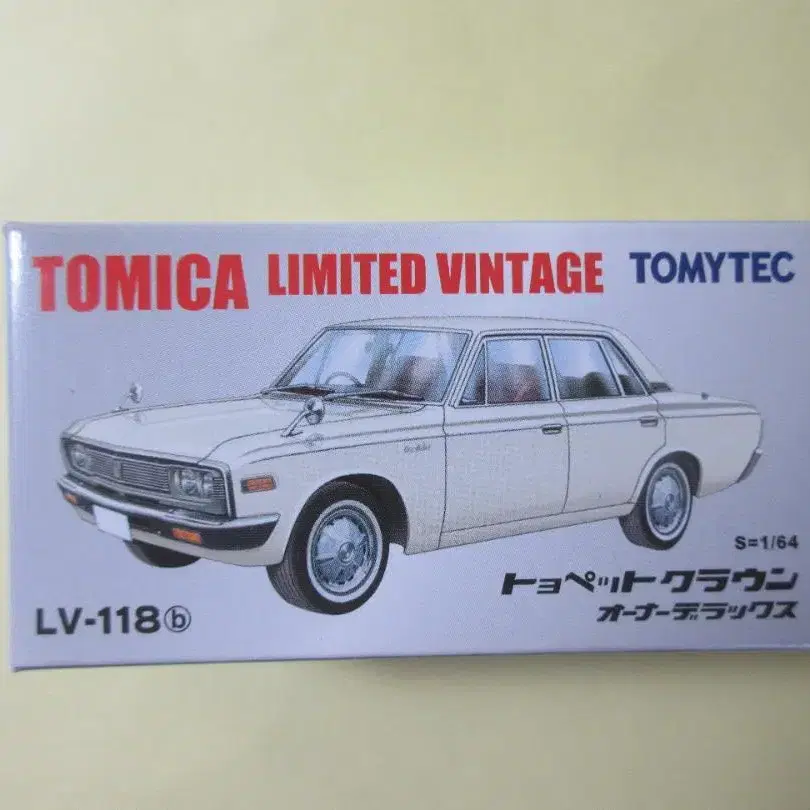 TOMICA LIMITED VINTAGE TOMYTEC
S=1/64
トヨペットクラウン
オーナーデラックス
LV-118ⓑ